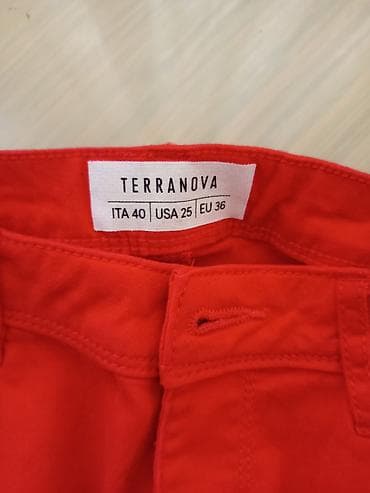 TERRANOVA
ITA 40 | USA 25 | EU 36